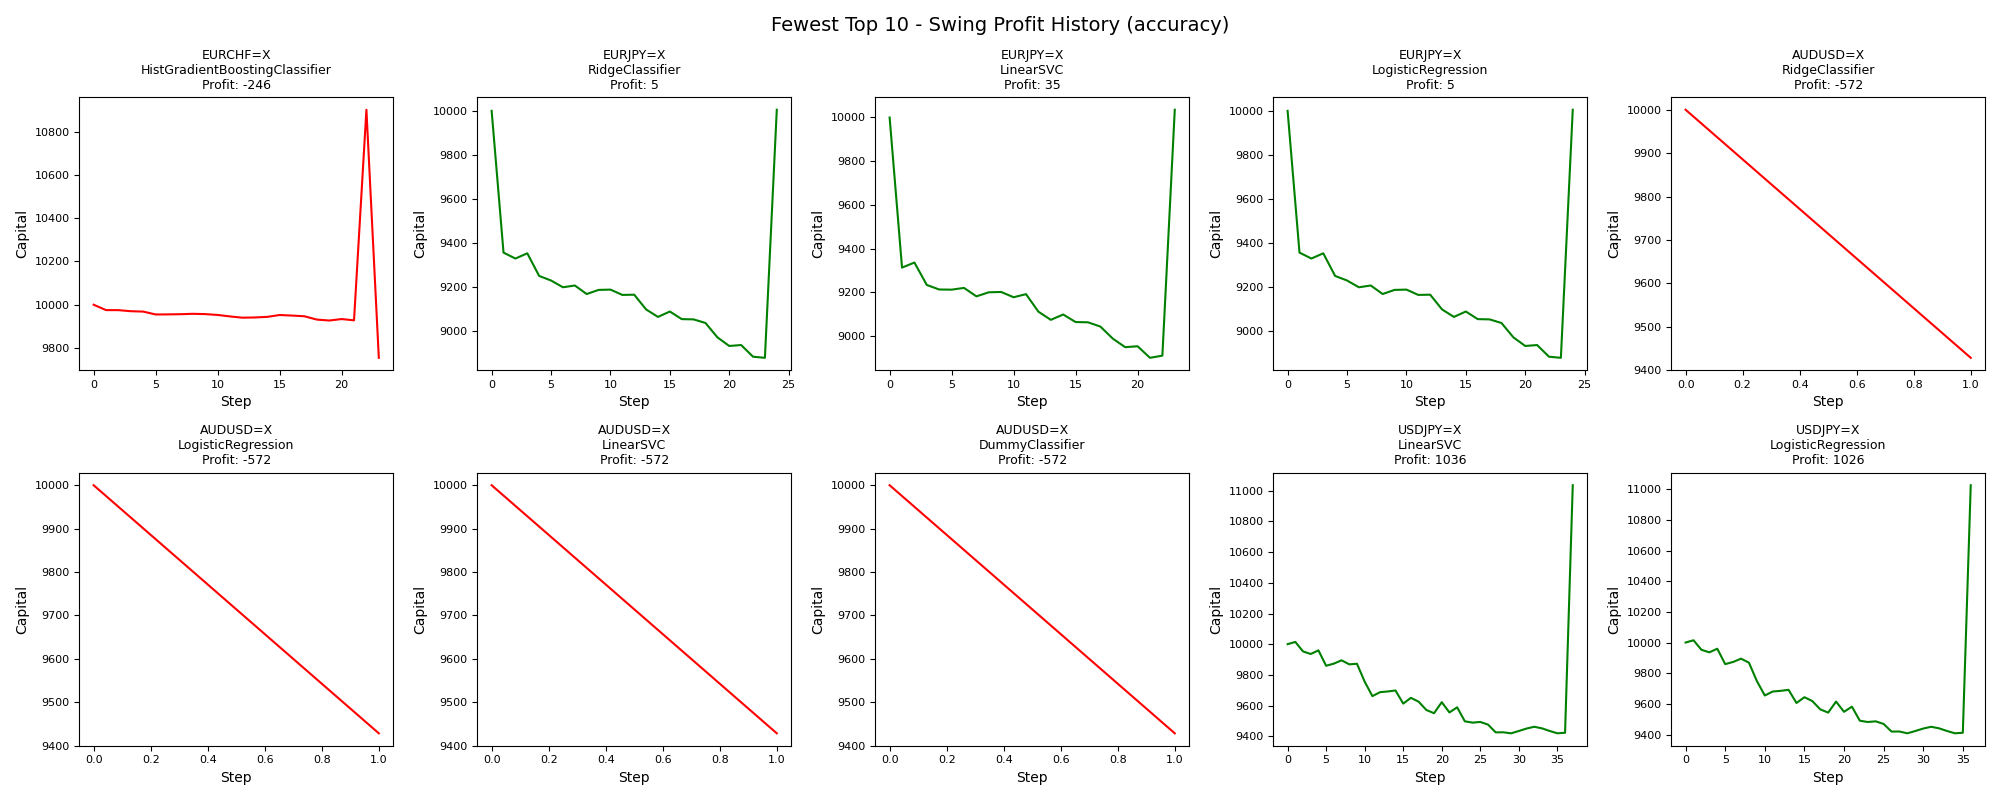 Fewest Top 10 - Swing Profit History (accuracy)
EURCHF=X
HistGradientBoostingClassifier
Profit: -246
Capital
10800
10600
10400
10200
10000
9800
0 5 10 15 20
Step
EURJPY=X
RidgeClassifier
Profit: 5
Capital
10000
9800
9600
9400
9200
9000
0 5 10 15 20 25
Step
EURJPY=X
LinearSVC
Profit: 35
Capital
10000
9800
9600
9400
9200
9000
0 5 10 15 20
Step
EURJPY=X
LogisticRegression
Profit: 5
Capital
10000
9800
9600
9400
9200
9000
0 5 10 15 20 25
Step
AUDUSD=X
RidgeClassifier
Profit: -572
Capital
10000
9900
9800
9700
9600
9500
9400
0.0 0.2 0.4 0.6 0.8 1.0
Step
AUDUSD=X
LogisticRegression
Profit: -572
Capital
10000
9900
9800
9700
9600
9500
9400
0.0 0.2 0.4 0.6 0.8 1.0
Step
AUDUSD=X
LinearSVC
Profit: -572
Capital
10000
9900
9800
9700
9600
9500
9400
0.0 0.2 0.4 0.6 0.8 1.0
Step
AUDUSD=X
DummyClassifier
Profit: -572
Capital
10000
9900
9800
9700
9600
9500
9400
0.0 0.2 0.4 0.6 0.8 1.0
Step
USDJPY=X
LinearSVC
Profit: 1036
Capital
11000
10800
10600
10400
10200
10000
9800
9600
9400
0 5 10 15 20 25 30 35
Step
USDJPY=X
LogisticRegression
Profit: 1026
Capital
11000
10800
10600
10400
10200
10000
9800
9600
9400
0 5 10 15 20 25 30 35
Step